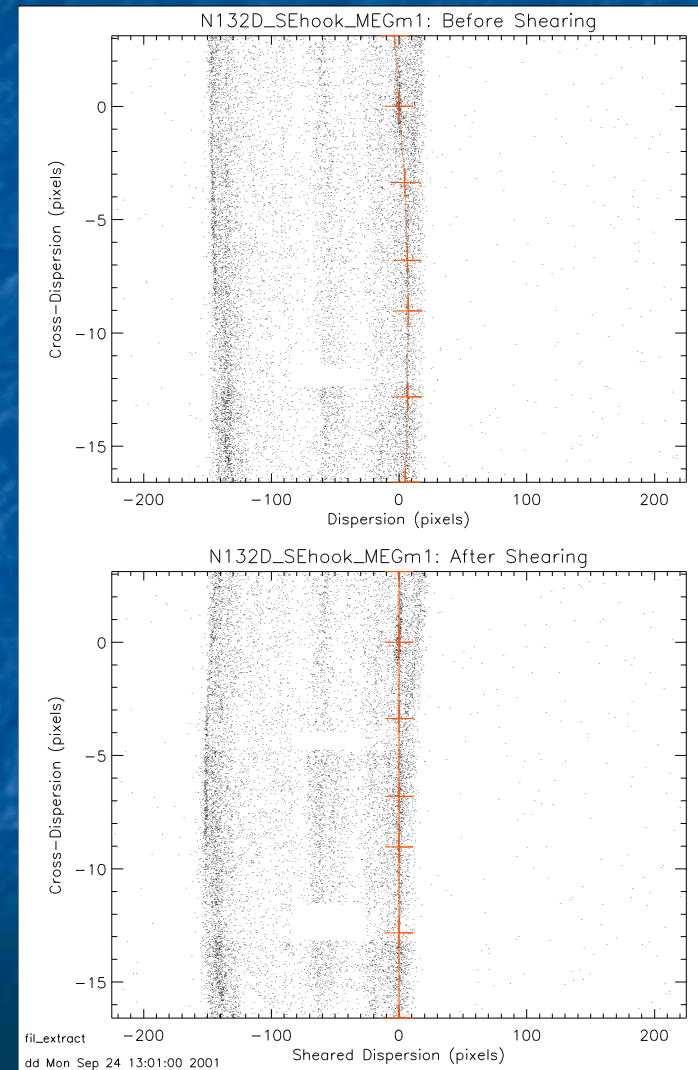 N132D_SEhook_MEGm1: Before Shearing
0
−5
−10
−15
Cross−Dispersion (pixels)
−200 −100 0 100 200
Dispersion (pixels)
N132D_SEhook_MEGm1: After Shearing
0
−5
−10
−15
Cross−Dispersion (pixels)
−200 −100 0 100 200
Sheared Dispersion (pixels)
fil_extract
dd Mon Sep 24 13:01:00 2001